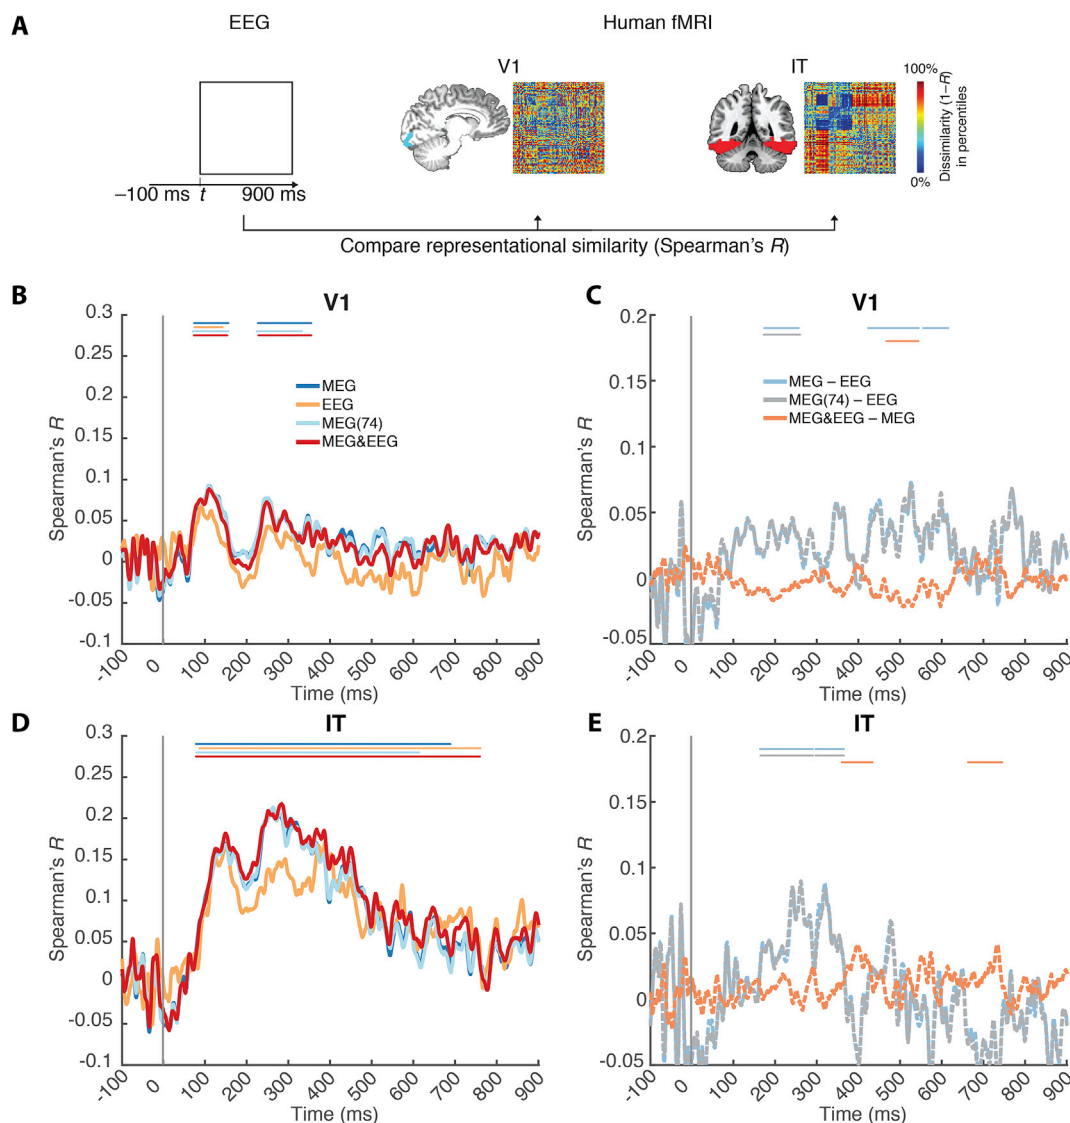 A
EEG
Human fMRI
V1
IT
100%
0%
Dissimilarity (1–R)
in percentiles
–100 ms t 900 ms
Compare representational similarity (Spearman's R)
B
V1
0.3
0.25
0.2
0.15
0.1
0.05
0
-0.05
-0.1
Spearman's R
MEG
EEG
MEG(74)
MEG&EEG
-100 0 100 200 300 400 500 600 700 800 900
Time (ms)
C
V1
0.2
0.15
0.1
0.05
0
-0.05
Spearman's R
MEG – EEG
MEG(74) – EEG
MEG&EEG – MEG
-100 0 100 200 300 400 500 600 700 800 900
Time (ms)
D
IT
0.3
0.25
0.2
0.15
0.1
0.05
0
-0.05
-0.1
Spearman's R
-100 0 100 200 300 400 500 600 700 800 900
Time (ms)
E
IT
0.2
0.15
0.1
0.05
0
-0.05
Spearman's R
-100 0 100 200 300 400 500 600 700 800 900
Time (ms)